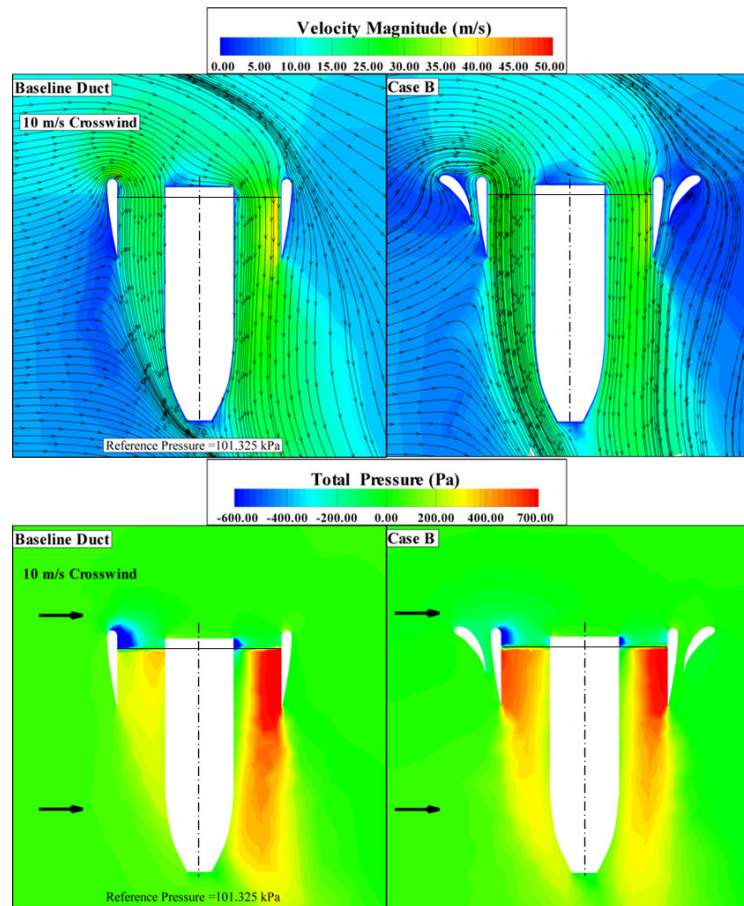 Velocity Magnitude (m/s)
0.00 5.00 10.00 15.00 20.00 25.00 30.00 35.00 40.00 45.00 50.00
Baseline Duct
10 m/s Crosswind
Reference Pressure =101.325 kPa
Case B
Total Pressure (Pa)
-600.00 -400.00 -200.00 0.00 200.00 400.00 700.00
Baseline Duct
10 m/s Crosswind
Reference Pressure =101.325 kPa
Case B